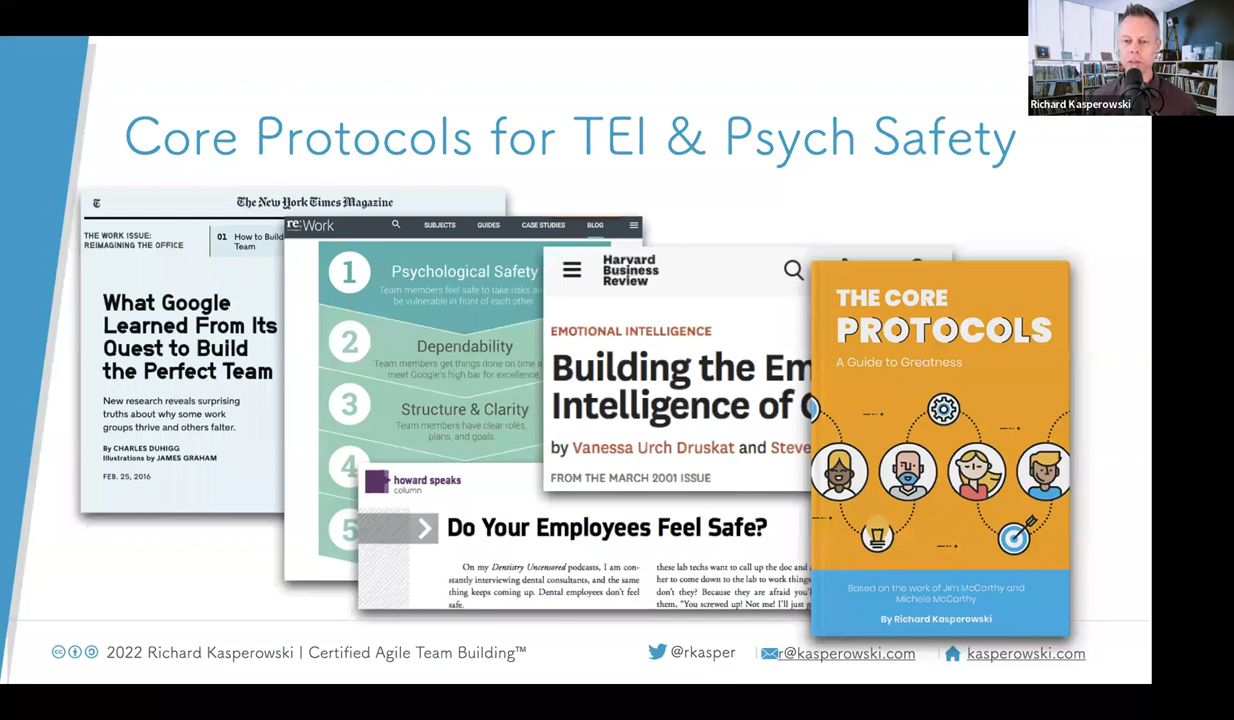 Richard Kasperowski
Core Protocols for TEI & Psych Safety
The New York Times Magazine
THE WORK ISSUE:
REIMAGINING THE OFFICE
01 How to Build
Team
What Google
Learned From Its
Quest to Build
the Perfect Team
New research reveals surprising
truths about why some work
groups thrive and others falter.
By CHARLES DUHIGG
Illustrations by JAMES GRAHAM
FEB. 25, 2016
re:Work
SUBJECTS GUIDES CASE STUDIES BLOG
1 Psychological Safety
Team members feel safe to take risks an
be vulnerable in front of each other
2 Dependability
Team members get things done on time a
meet Google's high bar for excellence.
3 Structure & Clarity
Team members have clear roles,
plans, and goals.
4
5
Harvard
Business
Review
EMOTIONAL INTELLIGENCE
Building the Em
Intelligence of
by Vanessa Urch Druskat and Steve
FROM THE MARCH 2001 ISSUE
howard speaks
column
Do Your Employees Feel Safe?
On my Dentistry Uncensored podcasts, I am con-
stantly interviewing dental consultants, and the same
thing keeps coming up. Dental employees don't feel
safe.
these lab techs want to call up the doc and
her to come down to the lab to work things
don't they? Because they are afraid you'
them, "You screwed up! Not me! I'll just g
THE CORE
PROTOCOLS
A Guide to Greatness
Based on the work of Jim McCarthy and
Michele McCarthy
By Richard Kasperowski
2022 Richard Kasperowski | Certified Agile Team Building™
@rkasper
r@kasperowski.com
kasperowski.com